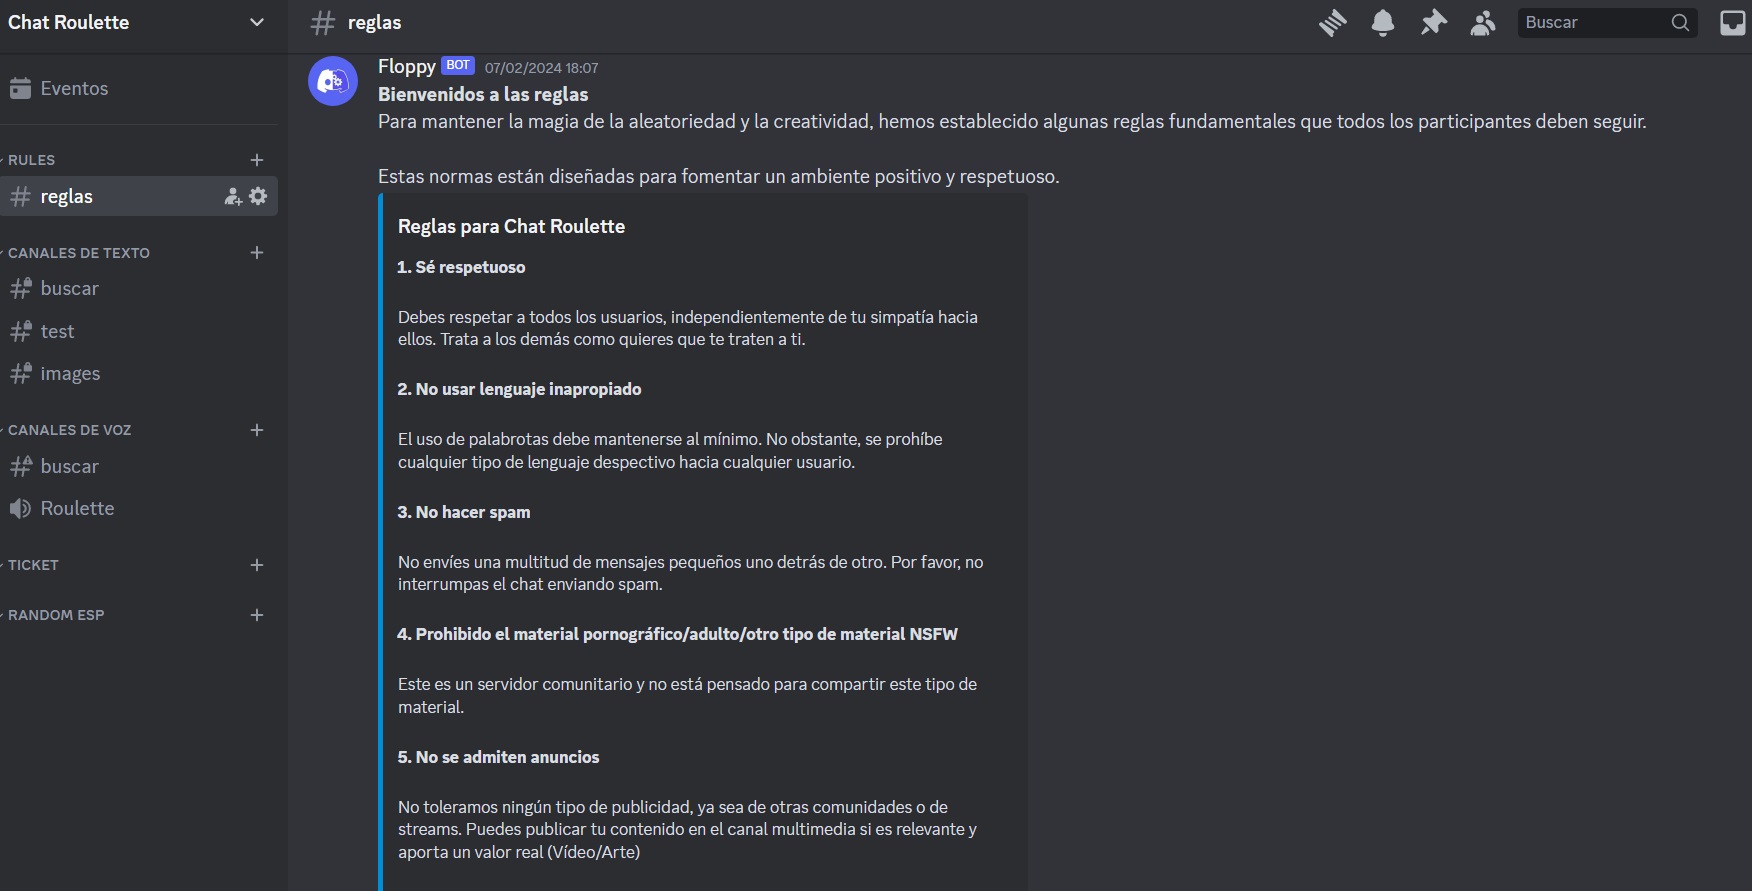 Chat Roulette
Eventos
RULES
reglas
CANALES DE TEXTO
buscar
test
images
CANALES DE VOZ
buscar
Roulette
TICKET
RANDOM ESP
reglas
Buscar
Floppy BOT 07/02/2024 18:07
Bienvenidos a las reglas
Para mantener la magia de la aleatoriedad y la creatividad, hemos establecido algunas reglas fundamentales que todos los participantes deben seguir.
Estas normas están diseñadas para fomentar un ambiente positivo y respetuoso.
Reglas para Chat Roulette
1. Sé respetuoso
Debes respetar a todos los usuarios, independientemente de tu simpatía hacia
ellos. Trata a los demás como quieres que te traten a ti.
2. No usar lenguaje inapropiado
El uso de palabrotas debe mantenerse al mínimo. No obstante, se prohíbe
cualquier tipo de lenguaje despectivo hacia cualquier usuario.
3. No hacer spam
No envíes una multitud de mensajes pequeños uno detrás de otro. Por favor, no
interrumpas el chat enviando spam.
4. Prohibido el material pornográfico/adulto/otro tipo de material NSFW
Este es un servidor comunitario y no está pensado para compartir este tipo de
material.
5. No se admiten anuncios
No toleramos ningún tipo de publicidad, ya sea de otras comunidades o de
streams. Puedes publicar tu contenido en el canal multimedia si es relevante y
aporta un valor real (Vídeo/Arte)